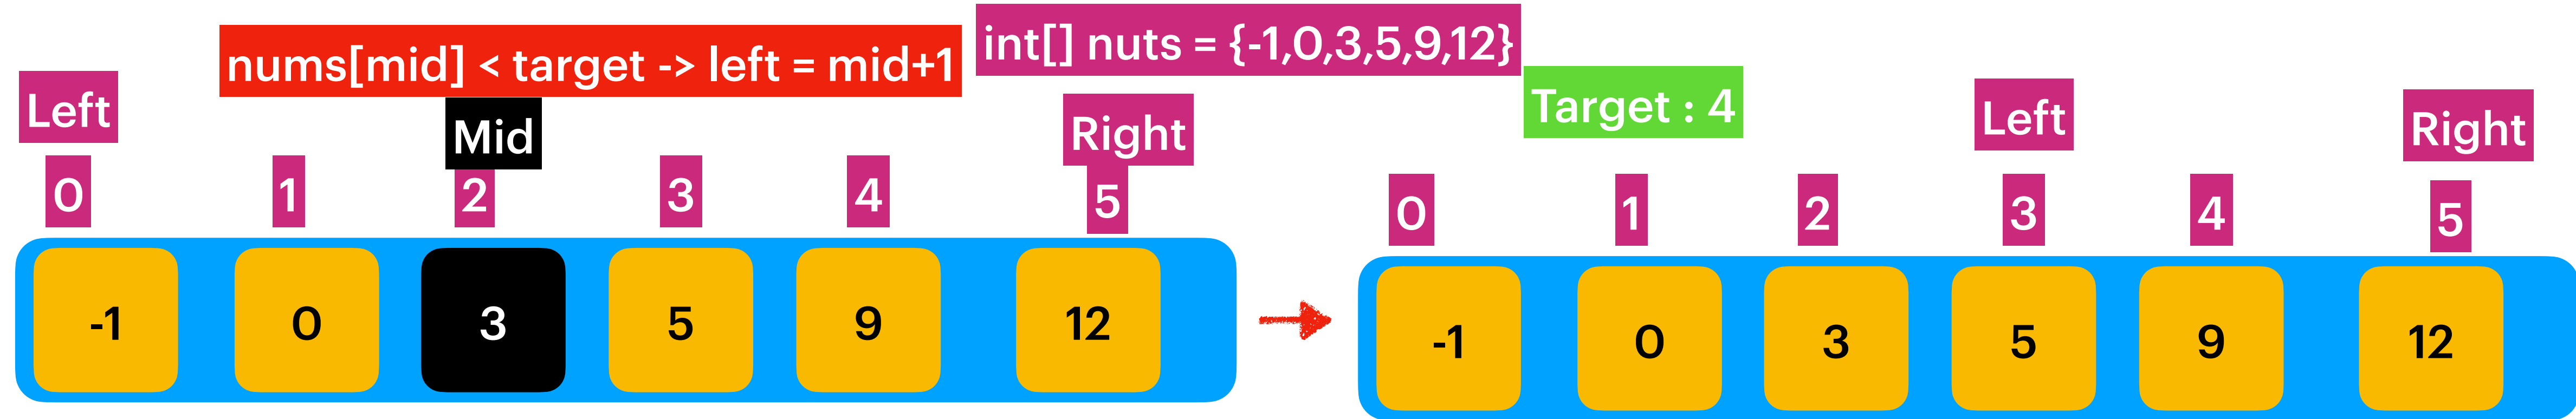 nums[mid] < target -> left = mid+1
int[] nuts = {-1,0,3,5,9,12}
Target : 4
Left
Mid
Right
0 1 2 3 4 5
-1 0 3 5 9 12
Left
Right
0 1 2 3 4 5
-1 0 3 5 9 12